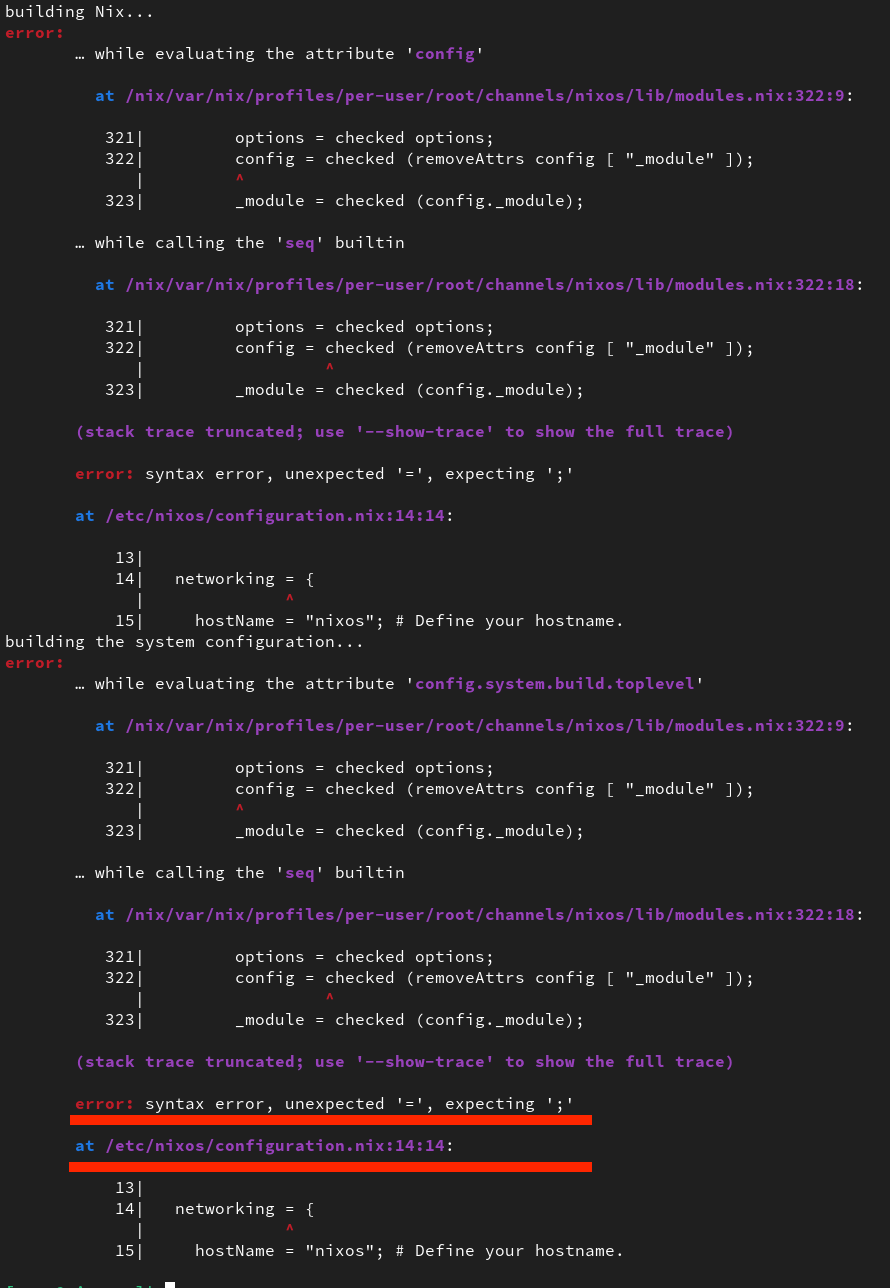 building Nix...
error:
… while evaluating the attribute 'config'
at /nix/var/nix/profiles/per-user/root/channels/nixos/lib/modules.nix:322:9:
321| options = checked options;
322| config = checked (removeAttrs config [ "_module" ]);
| ^
323| _module = checked (config._module);
… while calling the 'seq' builtin
at /nix/var/nix/profiles/per-user/root/channels/nixos/lib/modules.nix:322:18:
321| options = checked options;
322| config = checked (removeAttrs config [ "_module" ]);
| ^
323| _module = checked (config._module);
(stack trace truncated; use '--show-trace' to show the full trace)
error: syntax error, unexpected '=', expecting ';'
at /etc/nixos/configuration.nix:14:14:
13|
14| networking = {
| ^
15| hostName = "nixos"; # Define your hostname.
building the system configuration...
error:
… while evaluating the attribute 'config.system.build.toplevel'
at /nix/var/nix/profiles/per-user/root/channels/nixos/lib/modules.nix:322:9:
321| options = checked options;
322| config = checked (removeAttrs config [ "_module" ]);
| ^
323| _module = checked (config._module);
… while calling the 'seq' builtin
at /nix/var/nix/profiles/per-user/root/channels/nixos/lib/modules.nix:322:18:
321| options = checked options;
322| config = checked (removeAttrs config [ "_module" ]);
| ^
323| _module = checked (config._module);
(stack trace truncated; use '--show-trace' to show the full trace)
error: syntax error, unexpected '=', expecting ';'
at /etc/nixos/configuration.nix:14:14:
13|
14| networking = {
| ^
15| hostName = "nixos"; # Define your hostname.